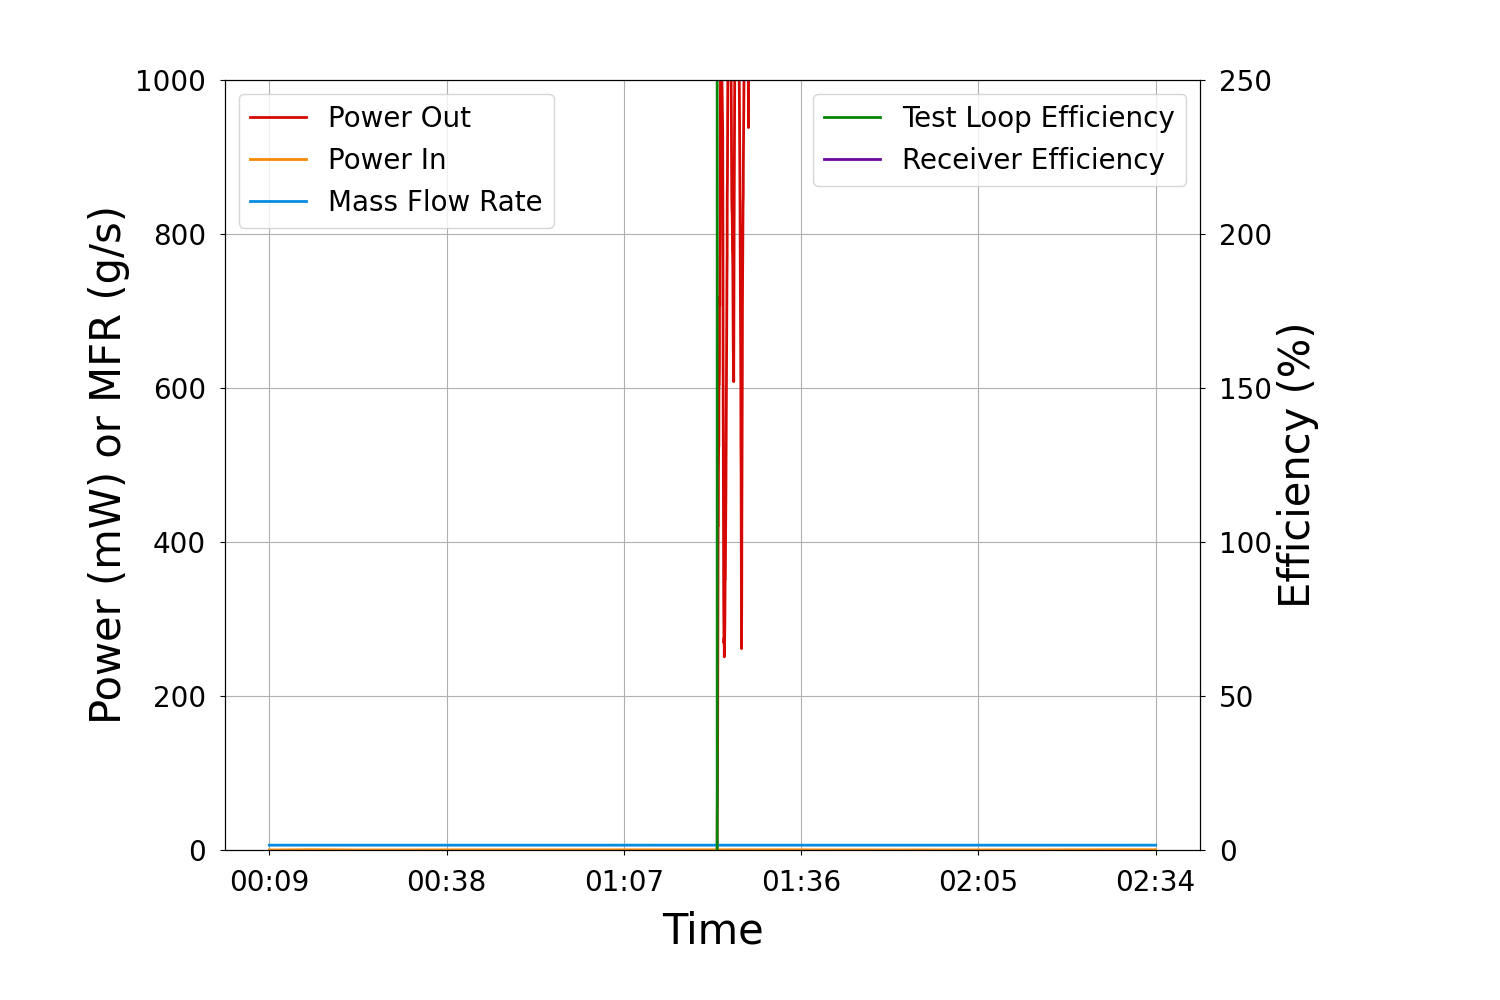 1000
800
600
400
200
0
Power (mW) or MFR (g/s)
Power Out
Power In
Mass Flow Rate
Test Loop Efficiency
Receiver Efficiency
250
200
150
100
50
0
Efficiency (%)
00:09 00:38 01:07 01:36 02:05 02:34
Time